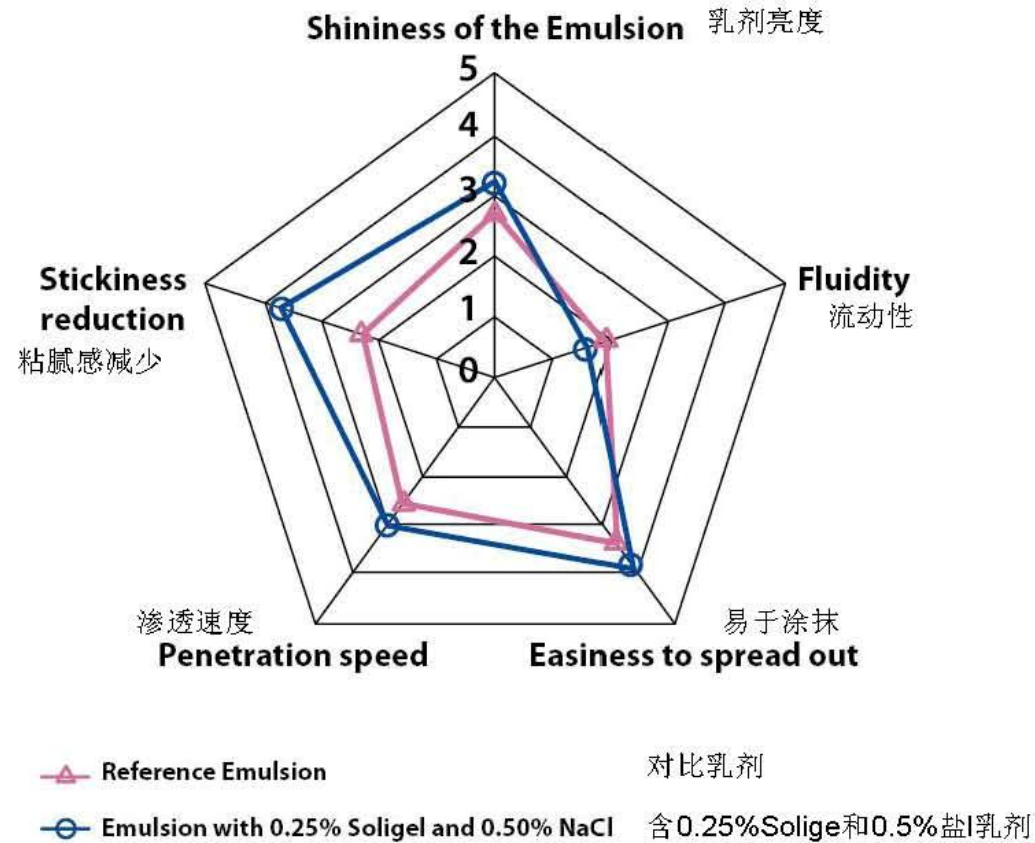 Shininess of the Emulsion 乳剂亮度
5
4
3
2
1
0
Stickiness
reduction
粘腻感减少
Fluidity
流动性
渗透速度
Penetration speed
易于涂抹
Easiness to spread out
Reference Emulsion 对比乳剂
Emulsion with 0.25% Soligel and 0.50% NaCl 含0.25%Solige和0.5%盐l乳剂